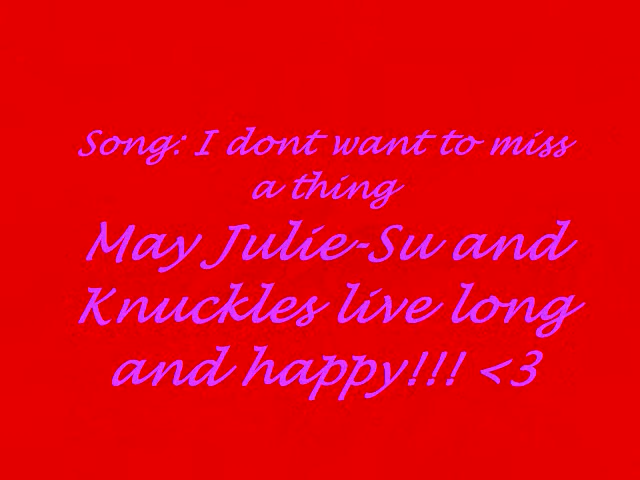 Song: I dont want to miss
a thing
May Julie-Su and
Knuckles live long
and happy!!! <3